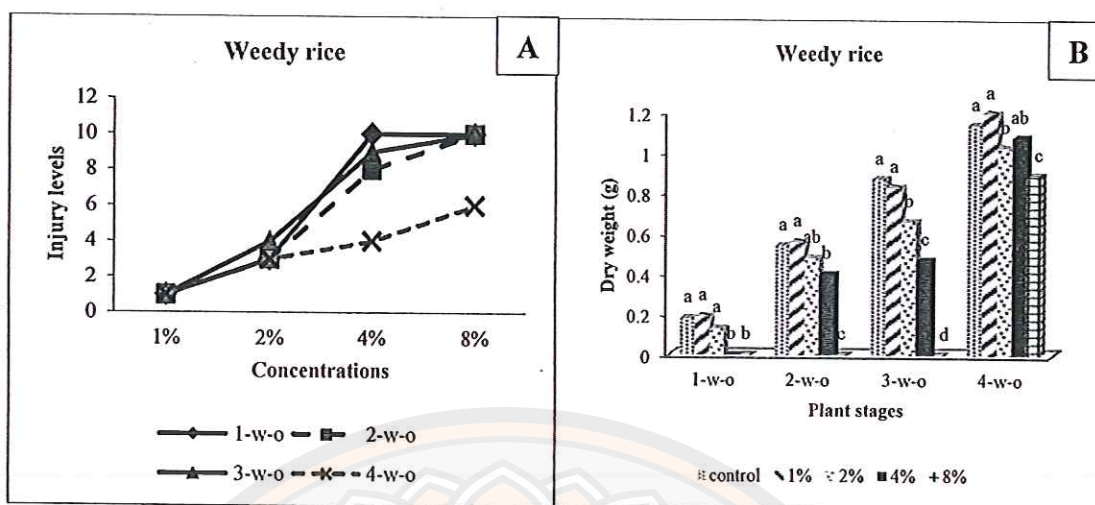 Weedy rice
A
12
10
8
6
4
2
0
Injury levels
1% 2% 4% 8%
Concentrations
1-w-o 2-w-o
3-w-o 4-w-o
Weedy rice
B
1.2
1
0.8
0.6
0.4
0.2
0
Dry weight (g)
a a a b b
a a ab b c
a a b c d
a a b ab c
1-w-o 2-w-o 3-w-o 4-w-o
Plant stages
control 1% 2% 4% 8%